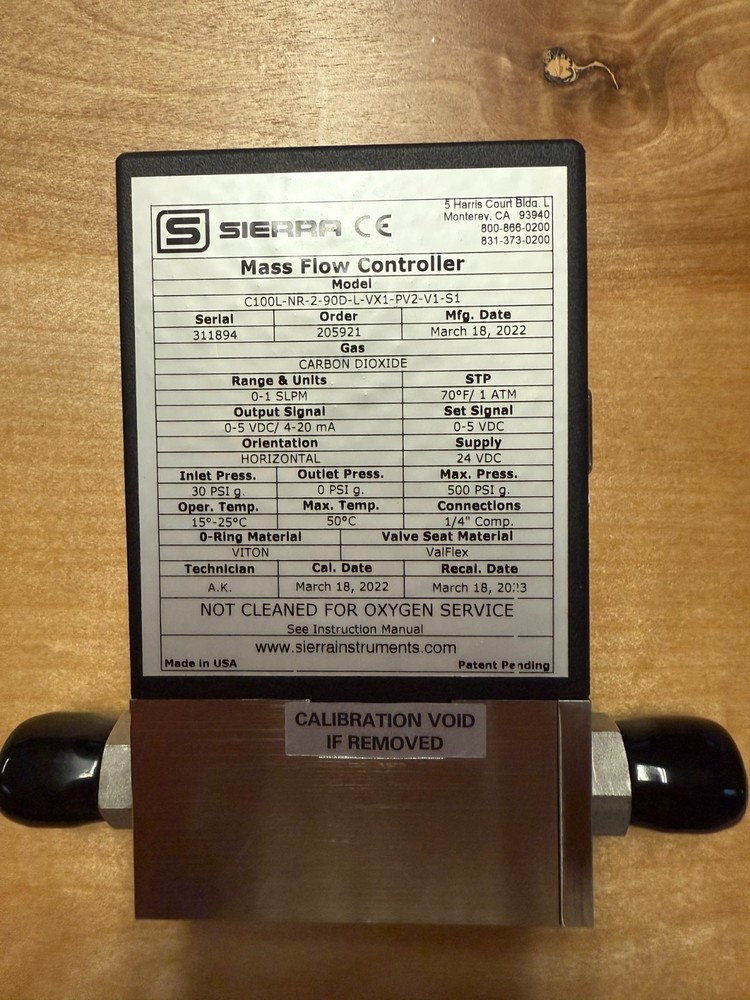 5 Harris Court Bldg. L
Monterey, CA 93940
800-866-0200
831-373-0200
S SIERRA CE
Mass Flow Controller
Model
C100L-NR-2-90D-L-VX1-PV2-V1-S1
Serial Order Mfg. Date
311894 205921 March 18, 2022
Gas
CARBON DIOXIDE
Range & Units STP
0-1 SLPM 70°F/ 1 ATM
Output Signal Set Signal
0-5 VDC/ 4-20 mA 0-5 VDC
Orientation Supply
HORIZONTAL 24 VDC
Inlet Press. Outlet Press. Max. Press.
30 PSI g. 0 PSI g. 500 PSI g.
Oper. Temp. Max. Temp. Connections
15°-25°C 50°C 1/4" Comp.
0-Ring Material Valve Seat Material
VITON ValFlex
Technician Cal. Date Recal. Date
A.K. March 18, 2022 March 18, 2023
NOT CLEANED FOR OXYGEN SERVICE
See Instruction Manual
www.sierrainstruments.com
Made in USA Patent Pending
CALIBRATION VOID
IF REMOVED